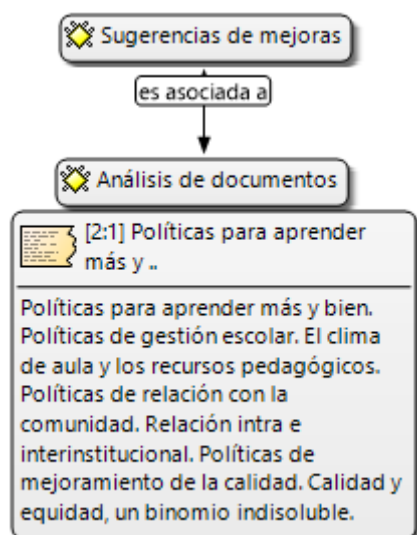 Sugerencias de mejoras
es asociada a
Análisis de documentos
[2:1] Políticas para aprender
más y ..
Políticas para aprender más y bien.
Políticas de gestión escolar. El clima
de aula y los recursos pedagógicos.
Políticas de relación con la
comunidad. Relación intra e
interinstitucional. Políticas de
mejoramiento de la calidad. Calidad y
equidad, un binomio indisoluble.